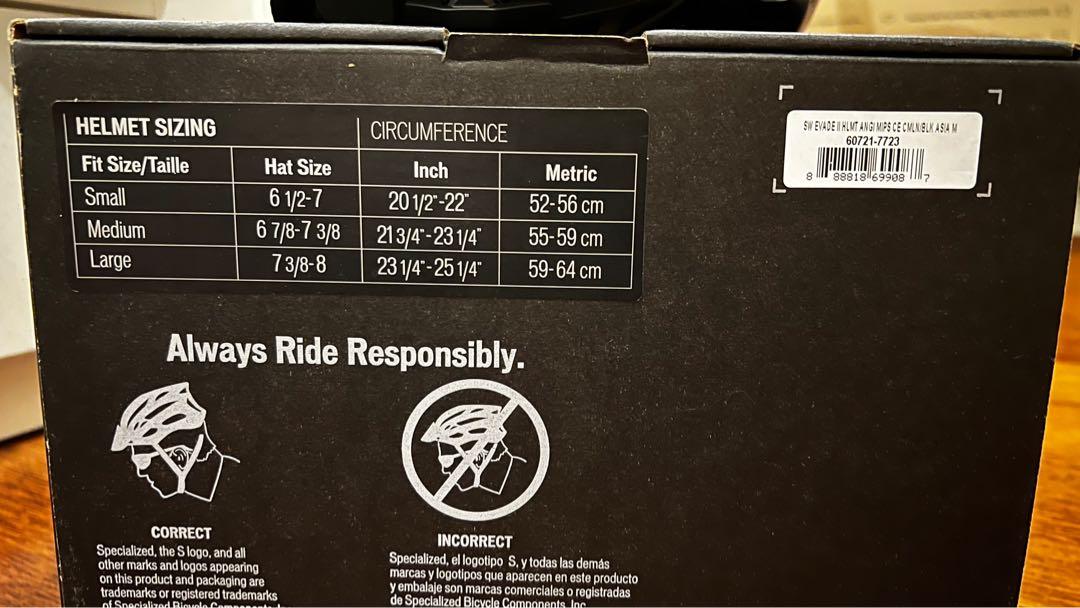 HELMET SIZING
CIRCUMFERENCE
Fit Size/Taille Hat Size Inch Metric
Small 6 1/2-7 20 1/2"-22" 52-56 cm
Medium 6 7/8-7 3/8 21 3/4"-23 1/4" 55-59 cm
Large 7 3/8-8 23 1/4"-25 1/4" 59-64 cm
SW EVADE II HLMT ANGI MIPS CE CMLN/BLK ASIA M
60721-7723
8 88818 69908 7
Always Ride Responsibly.
CORRECT
Specialized, the S logo, and all
other marks and logos appearing
on this product and packaging are
trademarks or registered trademarks
of Specialized Bicycle
INCORRECT
Specialized, el logotipo S, y todas las demás
marcas y logotipos que aparecen en este producto
y embalaje son marcas comerciales o registradas
de Specialized Bicycle Components, Inc.